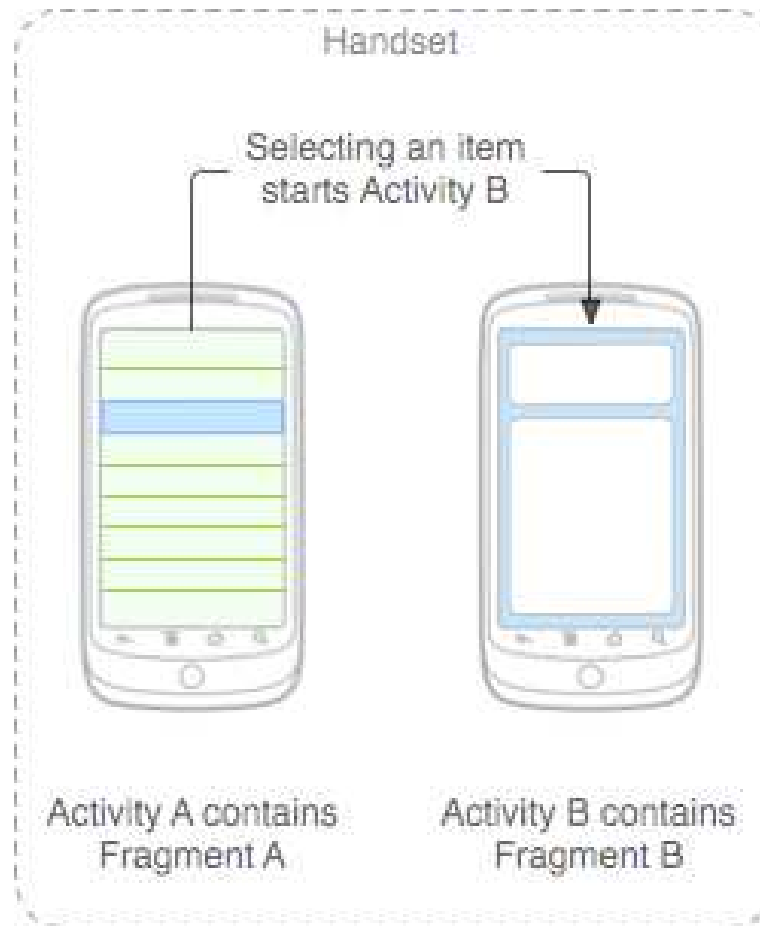 Handset
Selecting an item
starts Activity B
Activity A contains
Fragment A
Activity B contains
Fragment B